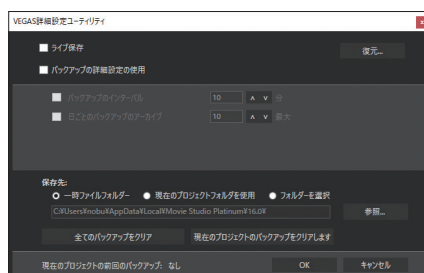 VEGAS詳細設定ユーティリティ
ライブ保存
復元...
バックアップの詳細設定の使用
バックアップのインターバル 10 分
日ごとのバックアップのアーカイブ 10 最大
保存先:
一時ファイルフォルダー 現在のプロジェクトフォルダを使用 フォルダーを選択
C:¥Users¥nobu¥AppData¥Local¥Movie Studio Platinum¥16.0¥ 参照...
全てのバックアップをクリア 現在のプロジェクトのバックアップをクリアします
現在のプロジェクトの前回のバックアップ: なし OK キャンセル